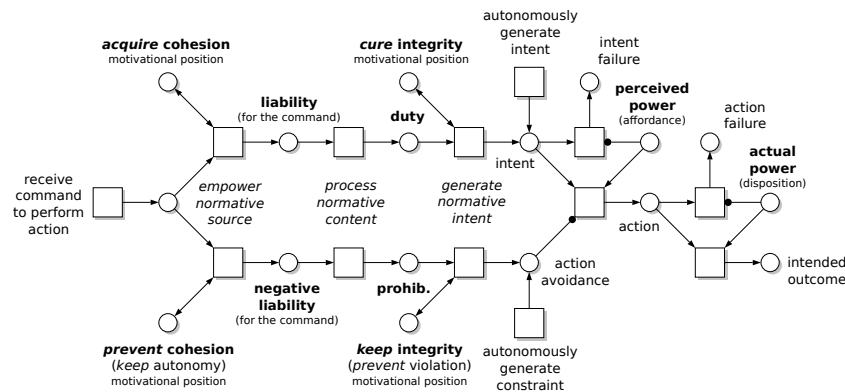 acquire cohesion
motivational position
cure integrity
motivational position
autonomously
generate
intent
intent
failure
liability
(for the command)
duty
perceived
power
(affordance)
action
failure
actual
power
(disposition)
intent
receive
command
to perform
action
empower
normative
source
process
normative
content
generate
normative
intent
action
negative
liability
(for the command)
prohib.
action
avoidance
intended
outcome
prevent cohesion
(keep autonomy)
motivational position
keep integrity
(prevent violation)
motivational position
autonomously
generate
constraint